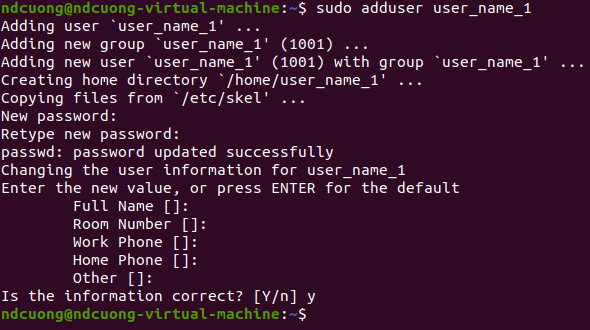 ndcuong@ndcuong-virtual-machine:~$ sudo adduser user_name_1
Adding user `user_name_1' ...
Adding new group `user_name_1' (1001) ...
Adding new user `user_name_1' (1001) with group `user_name_1' ...
Creating home directory `/home/user_name_1' ...
Copying files from `/etc/skel' ...
New password:
Retype new password:
passwd: password updated successfully
Changing the user information for user_name_1
Enter the new value, or press ENTER for the default
        Full Name []:
        Room Number []:
        Work Phone []:
        Home Phone []:
        Other []:
Is the information correct? [Y/n] y
ndcuong@ndcuong-virtual-machine:~$